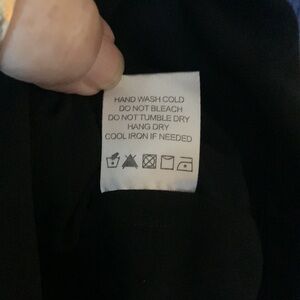 HAND WASH COLD
DO NOT BLEACH
DO NOT TUMBLE DRY
HANG DRY
COOL IRON IF NEEDED